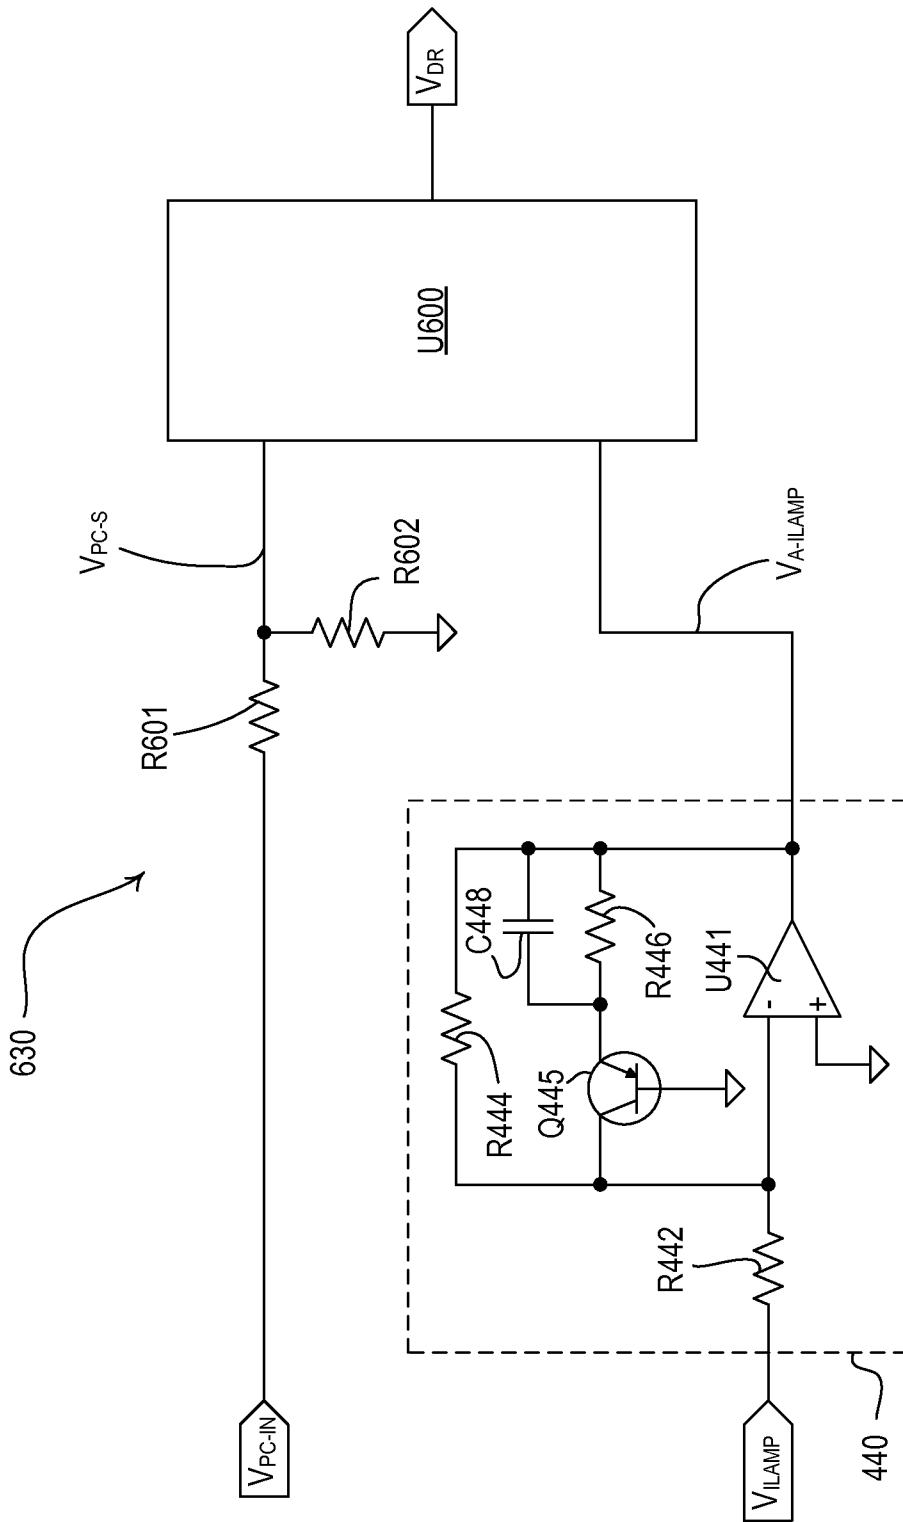 630
V_PC-IN
R601
V_PC-S
R602
U600
V_DR
V_ILAMP
440
R442
R444
Q445
C448
R446
U441
-
+
V_A-ILAMP